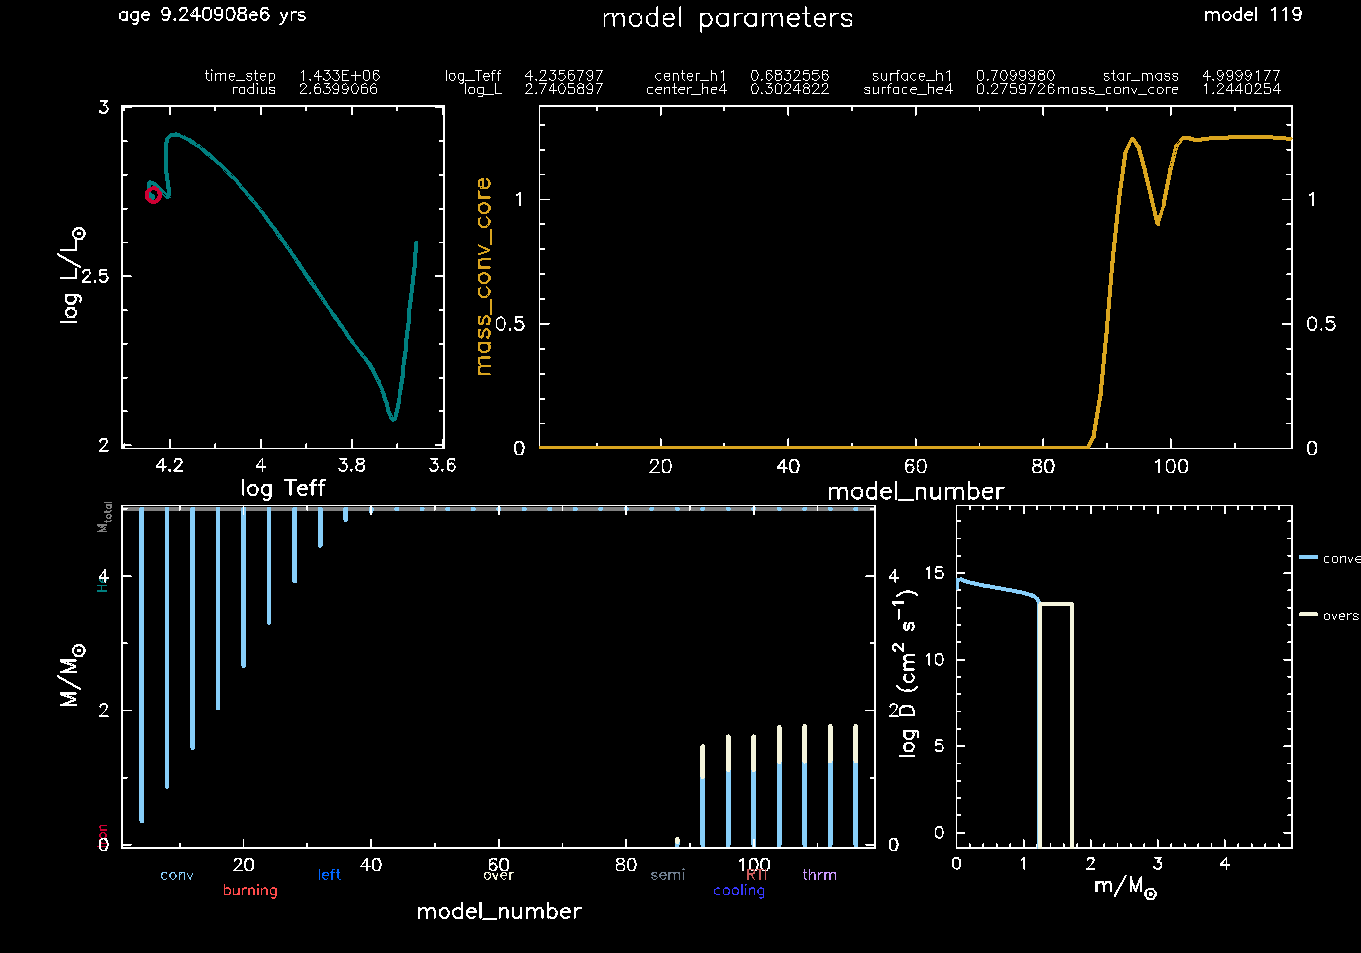 age 9.240908e6 yrs model parameters model 119
time_step 1.433E+06 log_Teff 4.2356797 center_h1 0.6832556 surface_h1 0.7099980 star_mass 4.9999177
radius 2.6399066 log_L 2.7405897 center_he4 0.3024822 surface_he4 0.2759726 mass_conv_core 1.2440254
3
2.5
2
log L/L⊙
4.2 4 3.8 3.6
log Teff
1
0.5
0
mass_conv_core
1
0.5
0
20 40 60 80 100
model_number
Mtotal
4
2
0
M/M⊙
4
2
0
20 40 60 80 100
conv left over semi RTI thrm
burning cooling
model_number
log D (cm2 s−1)
15
10
5
0
0 1 2 3 4
m/M⊙
conve
overs